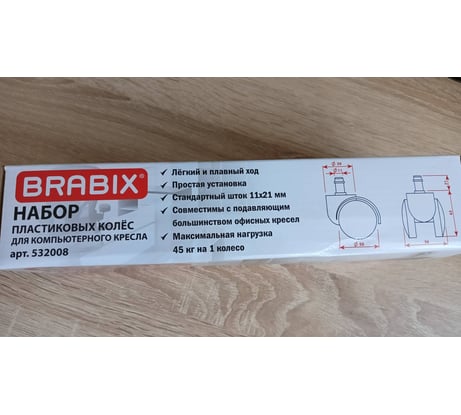 BRABIX®
НАБОР
ПЛАСТИКОВЫХ КОЛЁС
ДЛЯ КОМПЬЮТЕРНОГО КРЕСЛА
арт. 532008
✓ Лёгкий и плавный ход
✓ Простая установка
✓ Стандартный шток 11х21 мм
✓ Совместимы с подавляющим
большинством офисных кресел
✓ Максимальная нагрузка
45 кг на 1 колесо